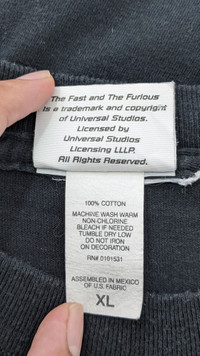 The Fast and The Furious
is a trademark and copyright
of Universal Studios.
Licensed by
Universal Studios
Licensing LLLP.
All Rights Reserved.
100% COTTON
MACHINE WASH WARM
NON-CHLORINE
BLEACH IF NEEDED
TUMBLE DRY LOW
DO NOT IRON
ON DECORATION
RN# 0101531
ASSEMBLED IN MEXICO
OF U.S. FABRIC
XL